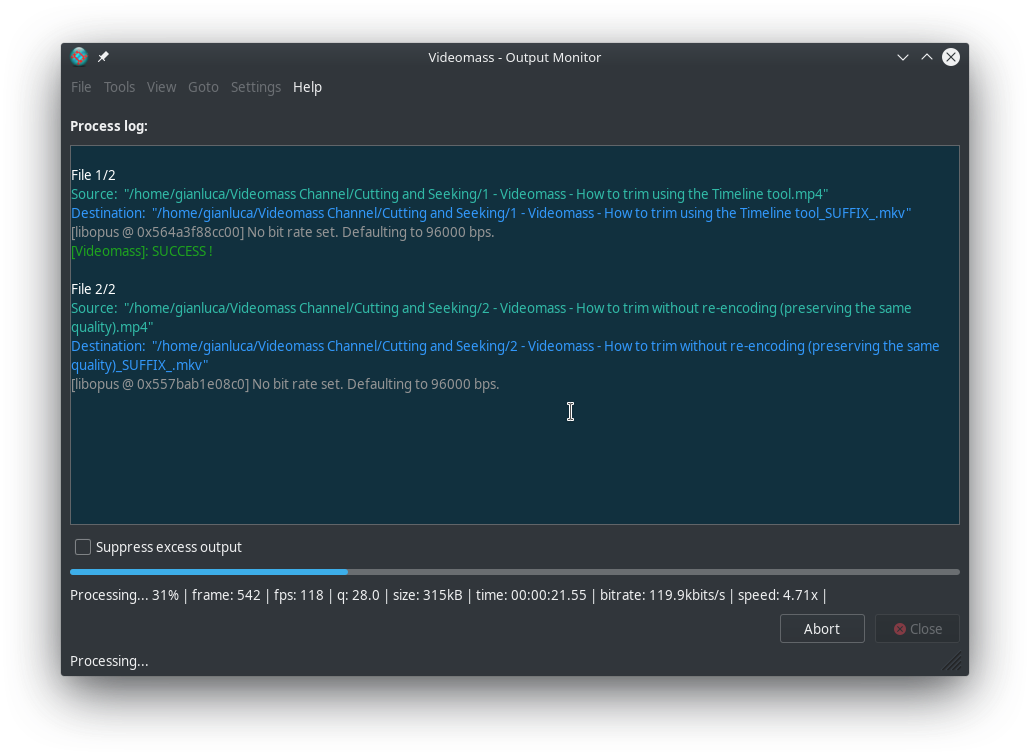 Videomass - Output Monitor
File Tools View Goto Settings Help
Process log:
File 1/2
Source:  "/home/gianluca/Videomass Channel/Cutting and Seeking/1 - Videomass - How to trim using the Timeline tool.mp4"
Destination:  "/home/gianluca/Videomass Channel/Cutting and Seeking/1 - Videomass - How to trim using the Timeline tool_SUFFIX_.mkv"
[libopus @ 0x564a3f88cc00] No bit rate set. Defaulting to 96000 bps.
[Videomass]: SUCCESS !
File 2/2
Source:  "/home/gianluca/Videomass Channel/Cutting and Seeking/2 - Videomass - How to trim without re-encoding (preserving the same
quality).mp4"
Destination:  "/home/gianluca/Videomass Channel/Cutting and Seeking/2 - Videomass - How to trim without re-encoding (preserving the same
quality)_SUFFIX_.mkv"
[libopus @ 0x557bab1e08c0] No bit rate set. Defaulting to 96000 bps.
Suppress excess output
Processing... 31% | frame: 542 | fps: 118 | q: 28.0 | size: 315kB | time: 00:00:21.55 | bitrate: 119.9kbits/s | speed: 4.71x |
Abort Close
Processing...